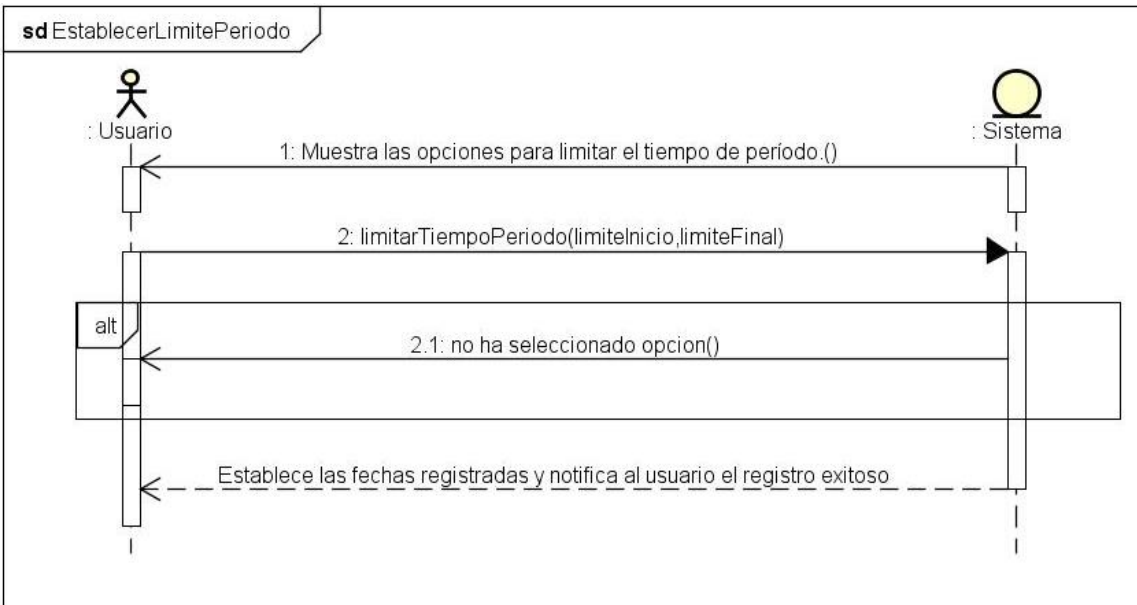 sd EstablecerLimitePeriodo
: Usuario
: Sistema
1: Muestra las opciones para limitar el tiempo de período.()
2: limitarTiempoPeriodo(limiteInicio,limiteFinal)
alt
2.1: no ha seleccionado opcion()
Establece las fechas registradas y notifica al usuario el registro exitoso